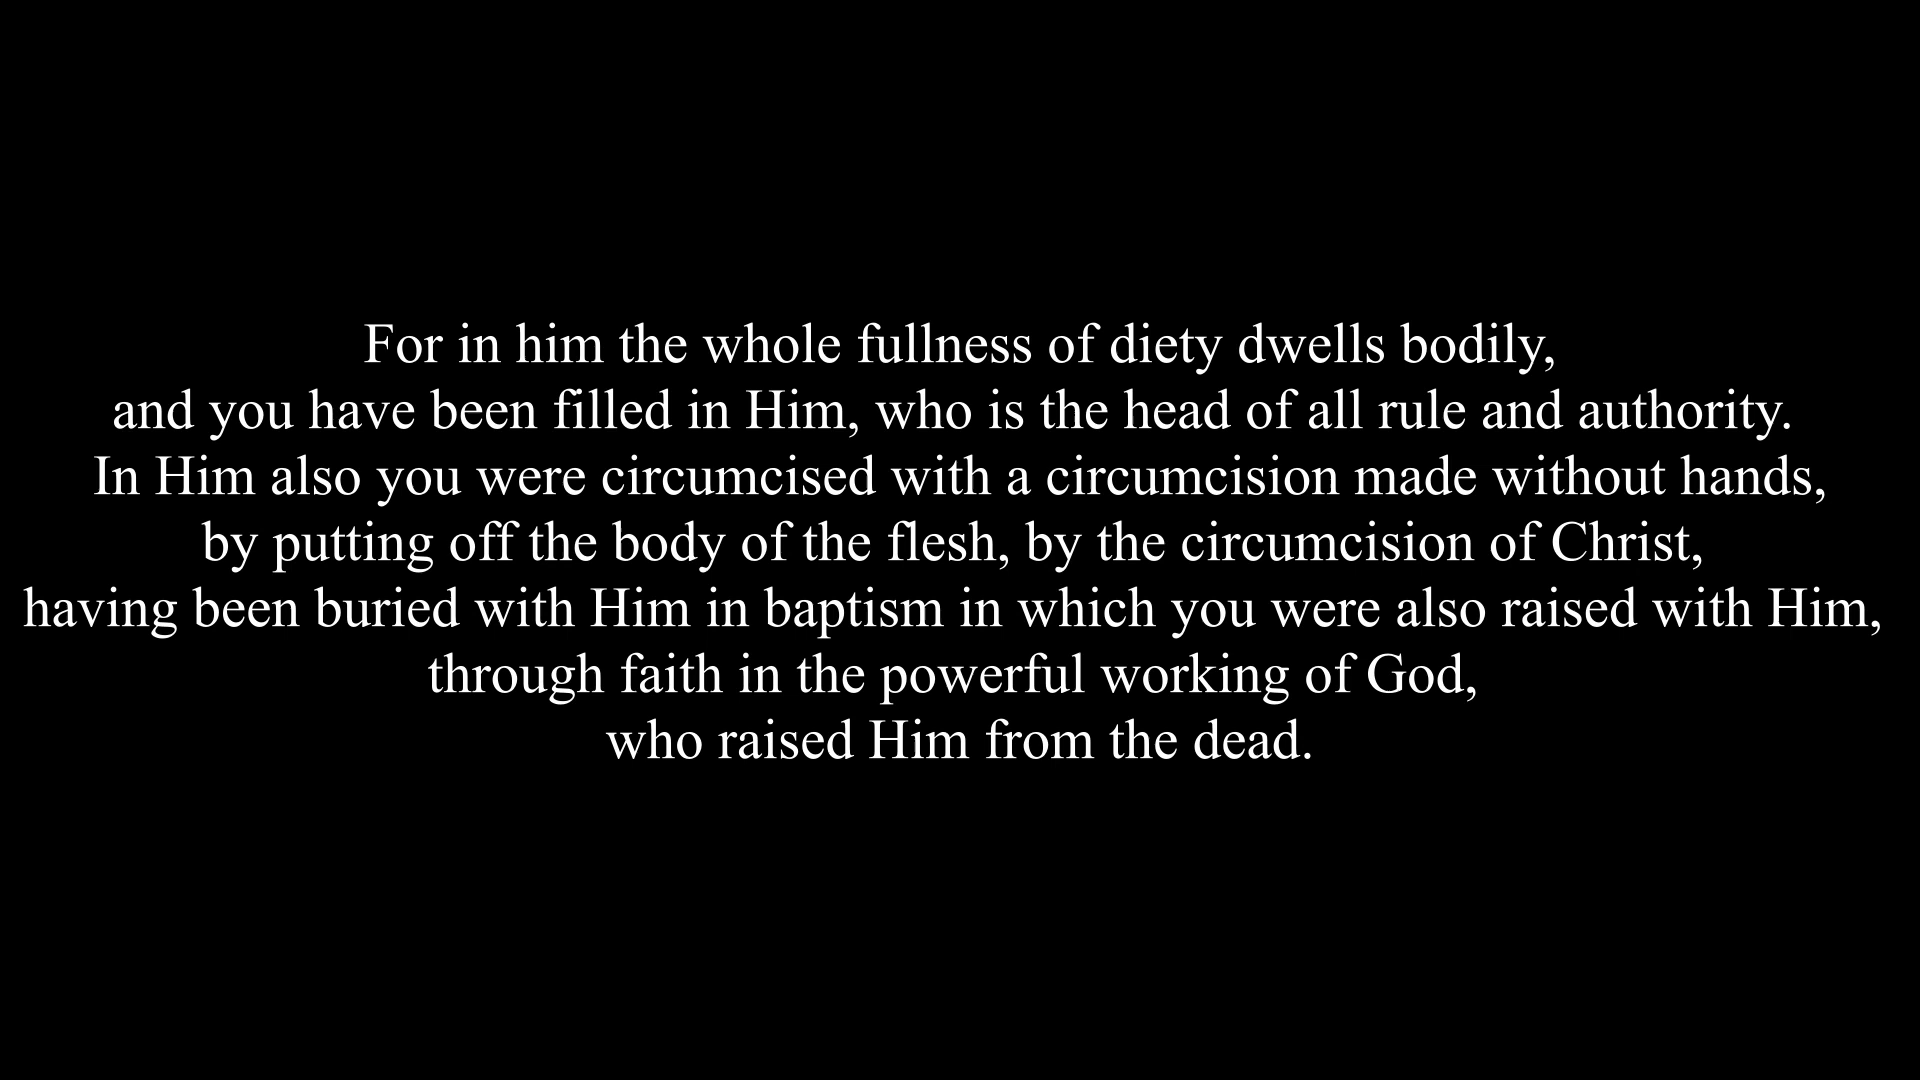 For in him the whole fullness of diety dwells bodily,
and you have been filled in Him, who is the head of all rule and authority.
In Him also you were circumcised with a circumcision made without hands,
by putting off the body of the flesh, by the circumcision of Christ,
having been buried with Him in baptism in which you were also raised with Him,
through faith in the powerful working of God,
who raised Him from the dead.